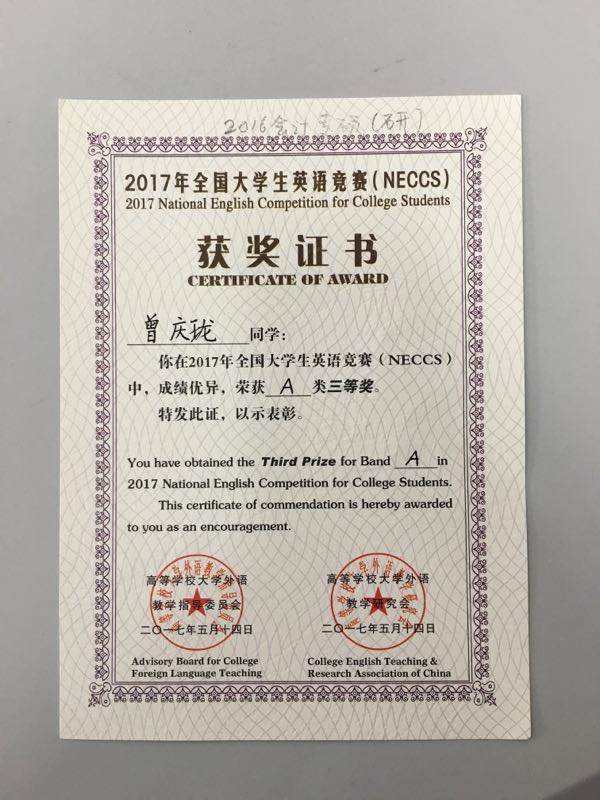 2016会计 (研)
2017年全国大学生英语竞赛(NECCS)
2017 National English Competition for College Students
获奖证书
CERTIFICATE OF AWARD
曾庆珑 同学:
你在2017年全国大学生英语竞赛(NECCS)
中,成绩优异,荣获 A 类三等奖。
特发此证,以示表彰。
You have obtained the Third Prize for Band A in
2017 National English Competition for College Students.
This certificate of commendation is hereby awarded
to you as an encouragement.
高等学校大学外语
教学指导委员会
二〇一七年五月十四日
Advisory Board for College
Foreign Language Teaching
高等学校大学外语
教学研究会
二〇一七年五月十四日
College English Teaching &
Research Association of China